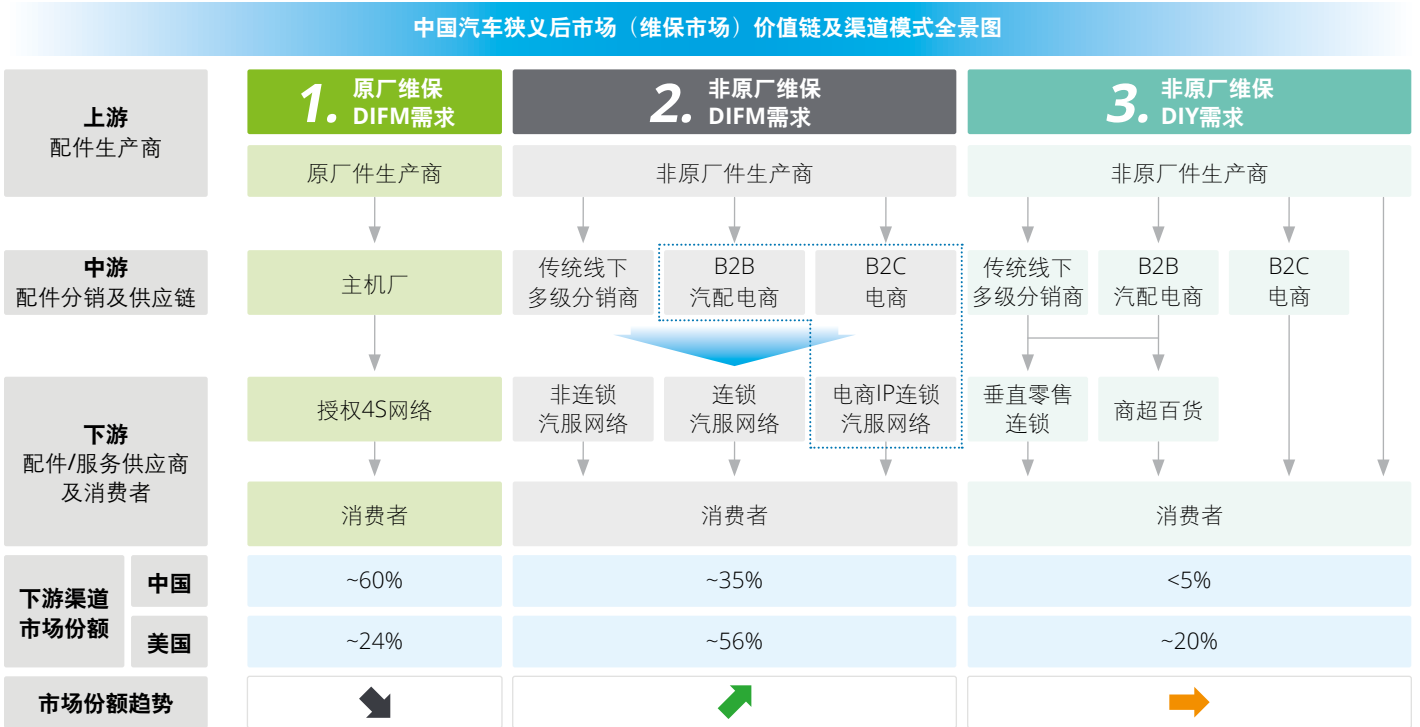 中国汽车狭义后市场（维保市场）价值链及渠道模式全景图
上游
配件生产商
1. 原厂维保
DIFM需求
2. 非原厂维保
DIFM需求
3. 非原厂维保
DIY需求
原厂件生产商
非原厂件生产商
非原厂件生产商
中游
配件分销及供应链
主机厂
传统线下
多级分销商
B2B
汽配电商
B2C
电商
传统线下
多级分销商
B2B
汽配电商
B2C
电商
下游
配件/服务供应商
及消费者
授权4S网络
非连锁
汽服网络
连锁
汽服网络
电商IP连锁
汽服网络
垂直零售
连锁
商超百货
消费者
消费者
消费者
下游渠道
市场份额
中国
~60%
~35%
<5%
美国
~24%
~56%
~20%
市场份额趋势